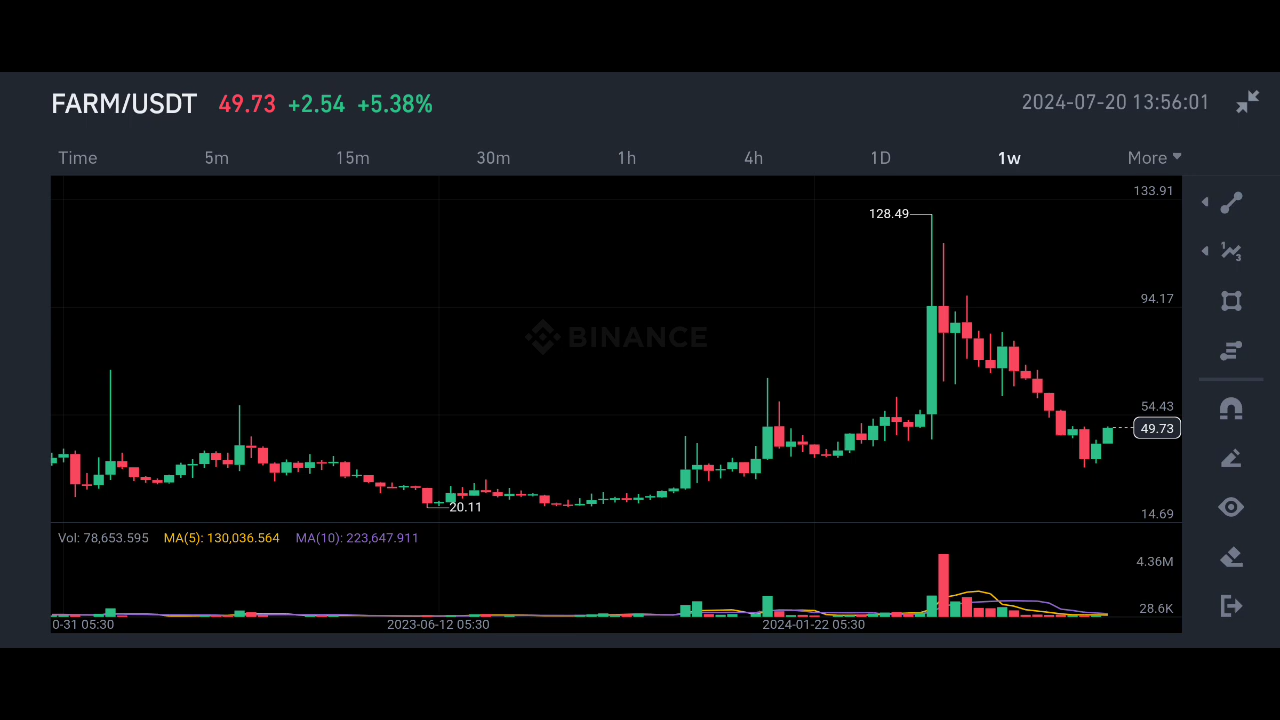 FARM/USDT 49.73 +2.54 +5.38% 2024-07-20 13:56:01
Time 5m 15m 30m 1h 4h 1D 1w More
133.91
128.49
94.17
BINANCE
54.43
49.73
20.11
14.69
Vol: 78,653.595 MA(5): 130,036.564 MA(10): 223,647.911
4.36M
28.6K
0-31 05:30 2023-06-12 05:30 2024-01-22 05:30